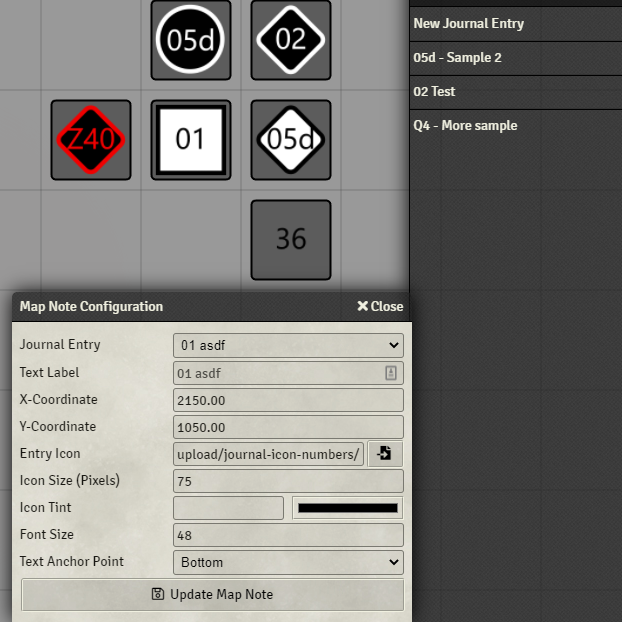 05d
02
Z40
01
05d
36
New Journal Entry
05d - Sample 2
02 Test
Q4 - More sample
Map Note Configuration
Close
Journal Entry
01 asdf
Text Label
01 asdf
X-Coordinate
2150.00
Y-Coordinate
1050.00
Entry Icon
upload/journal-icon-numbers/
Icon Size (Pixels)
75
Icon Tint
Font Size
48
Text Anchor Point
Bottom
Update Map Note